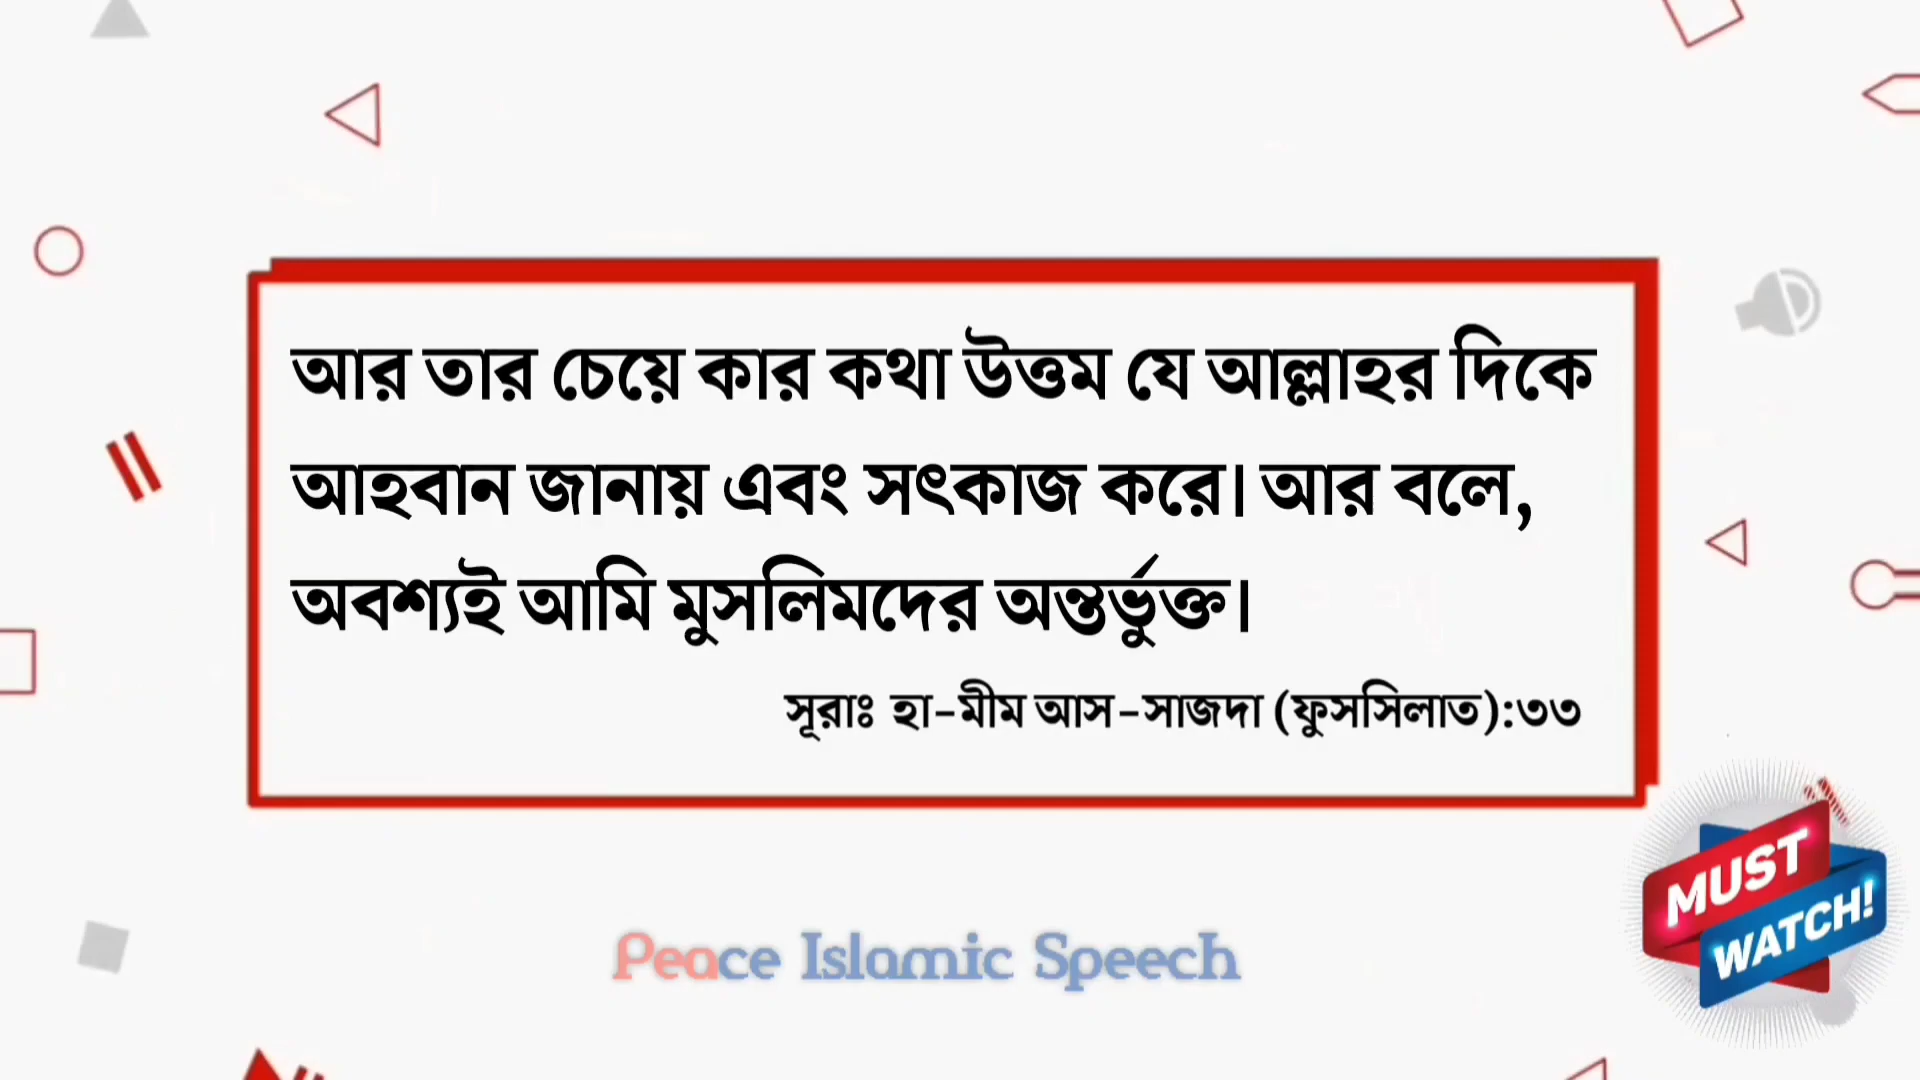 আর তার চেয়ে কার কথা উত্তম যে আল্লাহর দিকে
আহবান জানায় এবং সৎকাজ করে। আর বলে,
অবশ্যই আমি মুসলিমদের অন্তর্ভুক্ত।
সূরাঃ হা-মীম আস-সাজদা (ফুসসিলাত):৩৩
MUST
WATCH!
Peace Islamic Speech